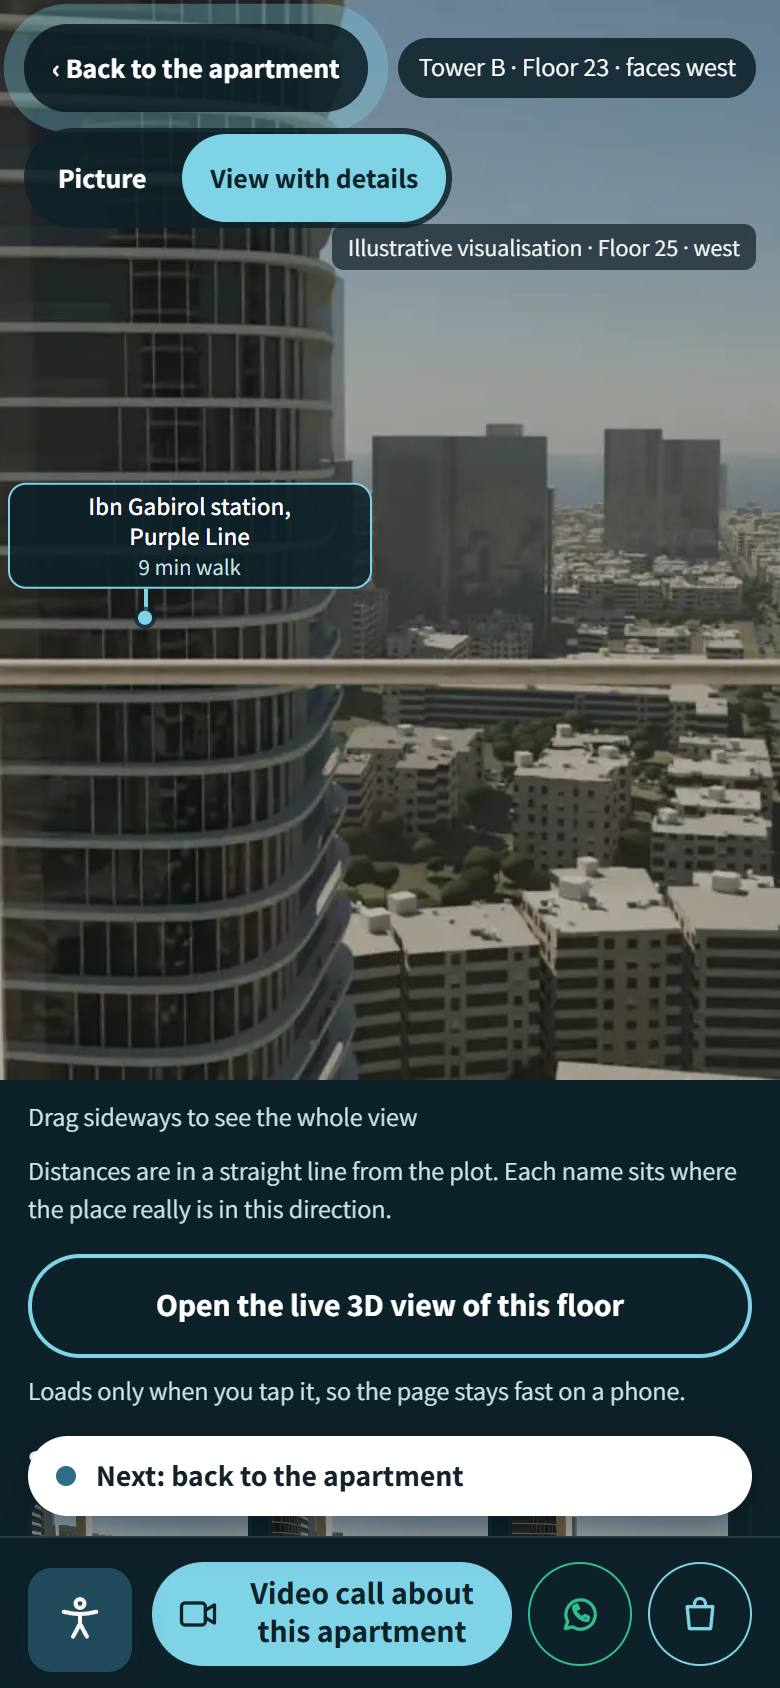 ‹ Back to the apartment
Tower B · Floor 23 · faces west
Picture
View with details
Illustrative visualisation · Floor 25 · west
Ibn Gabirol station,
Purple Line
9 min walk
Drag sideways to see the whole view
Distances are in a straight line from the plot. Each name sits where
the place really is in this direction.
Open the live 3D view of this floor
Loads only when you tap it, so the page stays fast on a phone.
Next: back to the apartment
Video call about
this apartment